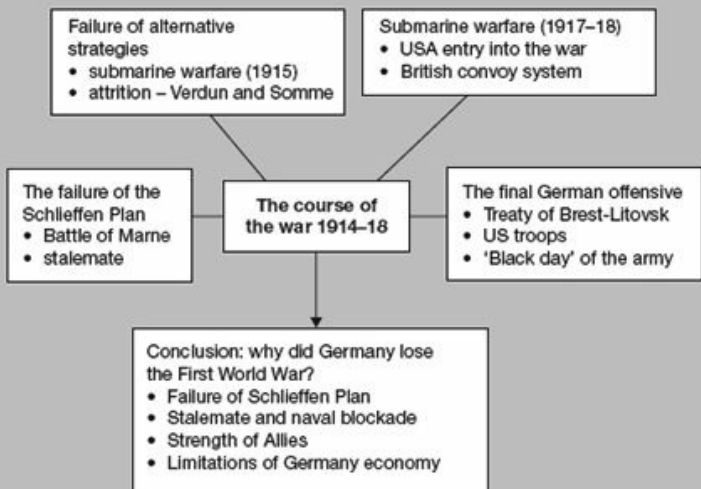 Failure of alternative
strategies
• submarine warfare (1915)
• attrition – Verdun and Somme
Submarine warfare (1917–18)
• USA entry into the war
• British convoy system
The failure of the
Schlieffen Plan
• Battle of Marne
• stalemate
The course of
the war 1914–18
The final German offensive
• Treaty of Brest-Litovsk
• US troops
• ‘Black day’ of the army
Conclusion: why did Germany lose
the First World War?
• Failure of Schlieffen Plan
• Stalemate and naval blockade
• Strength of Allies
• Limitations of Germany economy